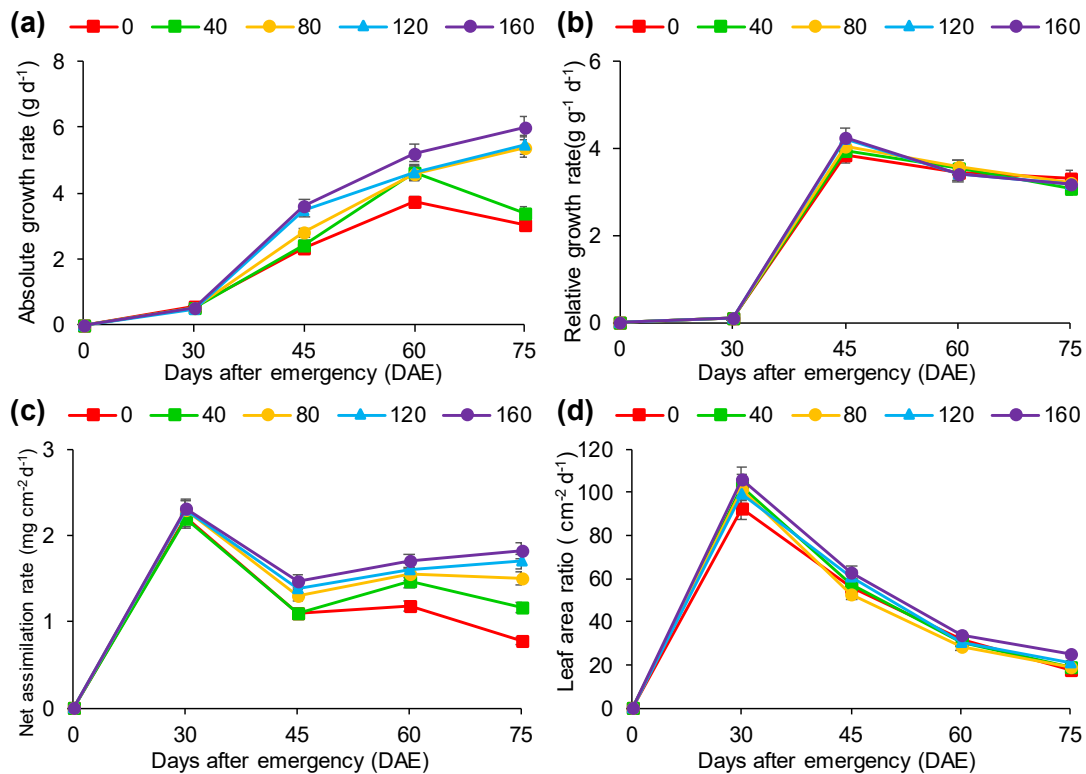 (a) 0 40 80 120 160
Absolute growth rate (g d⁻¹)
8
6
4
2
0
0 30 45 60 75
Days after emergency (DAE)
(b) 0 40 80 120 160
Relative growth rate(g g⁻¹ d⁻¹)
6
4
2
0
0 30 45 60 75
Days after emergency (DAE)
(c) 0 40 80 120 160
Net assimilation rate (mg cm⁻² d⁻¹)
3
2
1
0
0 30 45 60 75
Days after emergency (DAE)
(d) 0 40 80 120 160
Leaf area ratio ( cm⁻² d⁻¹)
120
100
80
60
40
20
0
0 30 45 60 75
Days after emergency (DAE)